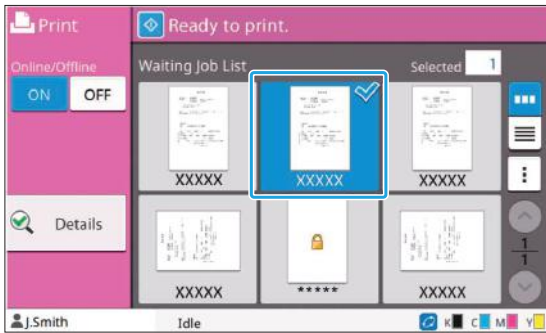 Print
Ready to print.
Online/Offline
ON OFF
Waiting Job List
Selected 1
XXXXX XXXXX XXXXX
Details
1
1
XXXXX ***** XXXXX
J.Smith
Idle
K C M Y